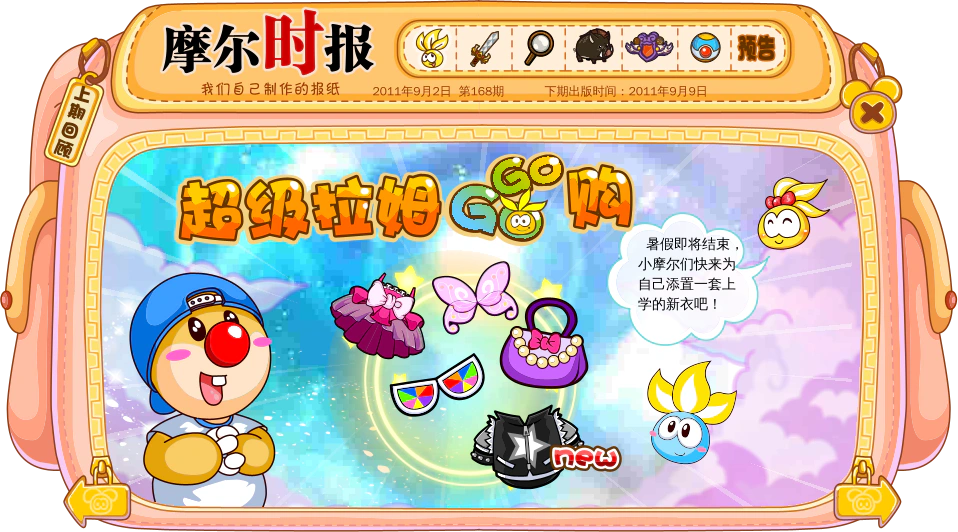 摩尔时报
我们自己制作的报纸
2011年9月2日 第168期
下期出版时间：2011年9月9日
预告
上期回顾
超级拉姆GOGO购
暑假即将结束，
小摩尔们快来为
自己添置一套上
学的新衣吧！
new